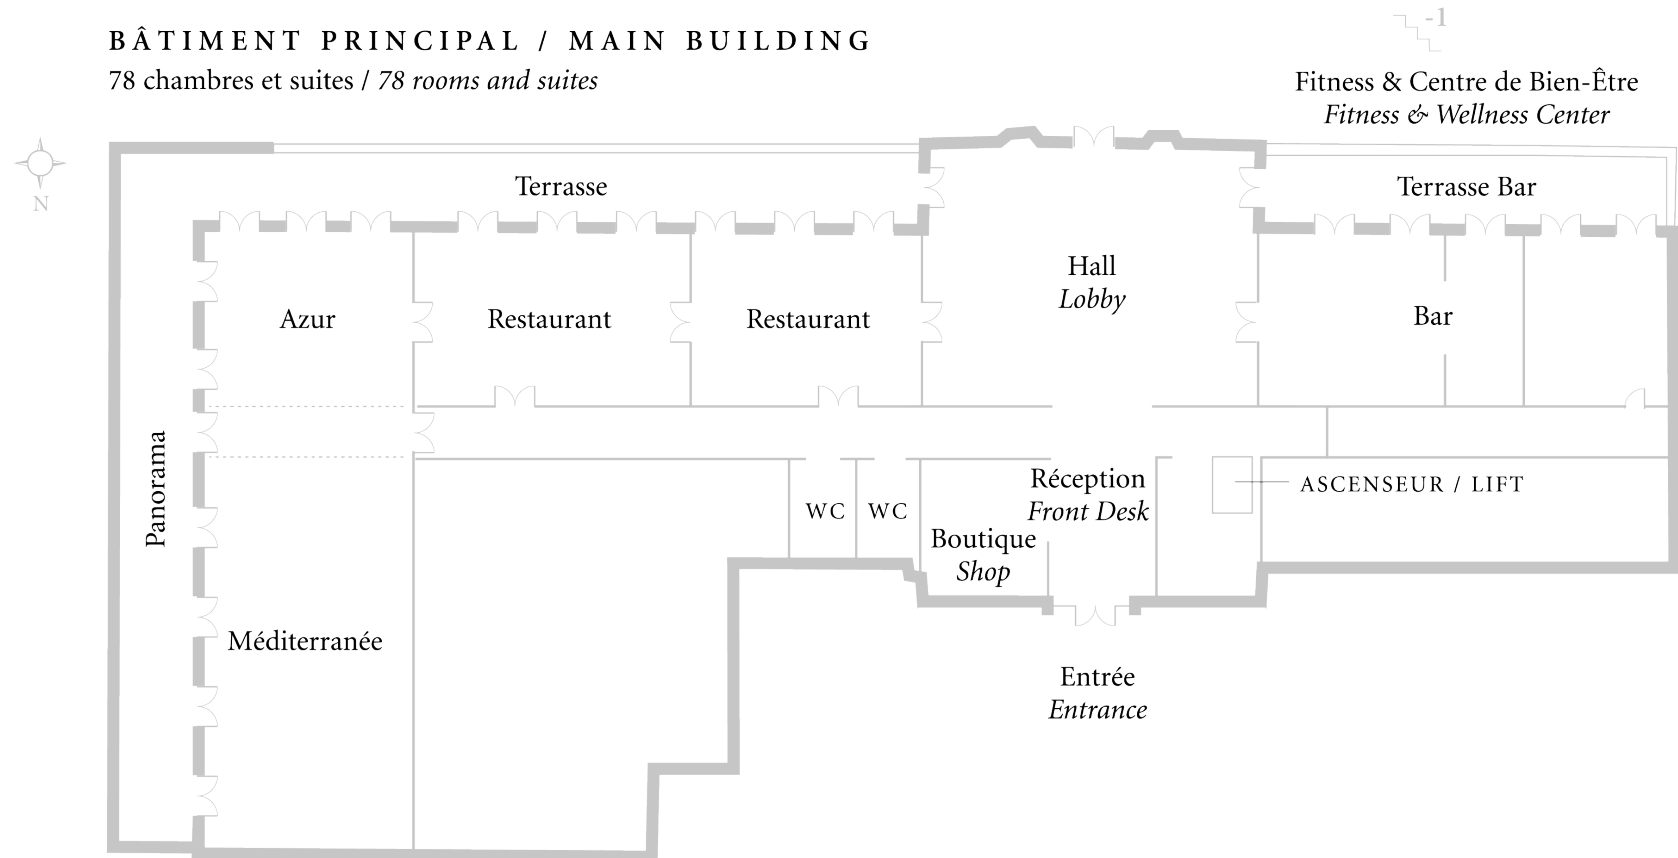 -1
BÂTIMENT PRINCIPAL / MAIN BUILDING
78 chambres et suites / 78 rooms and suites
Fitness & Centre de Bien-Être
Fitness & Wellness Center
N
Terrasse
Terrasse Bar
Hall
Lobby
Azur
Restaurant
Restaurant
Bar
Panorama
Réception
Front Desk
ASCENSEUR / LIFT
WC
WC
Boutique
Shop
Méditerranée
Entrée
Entrance